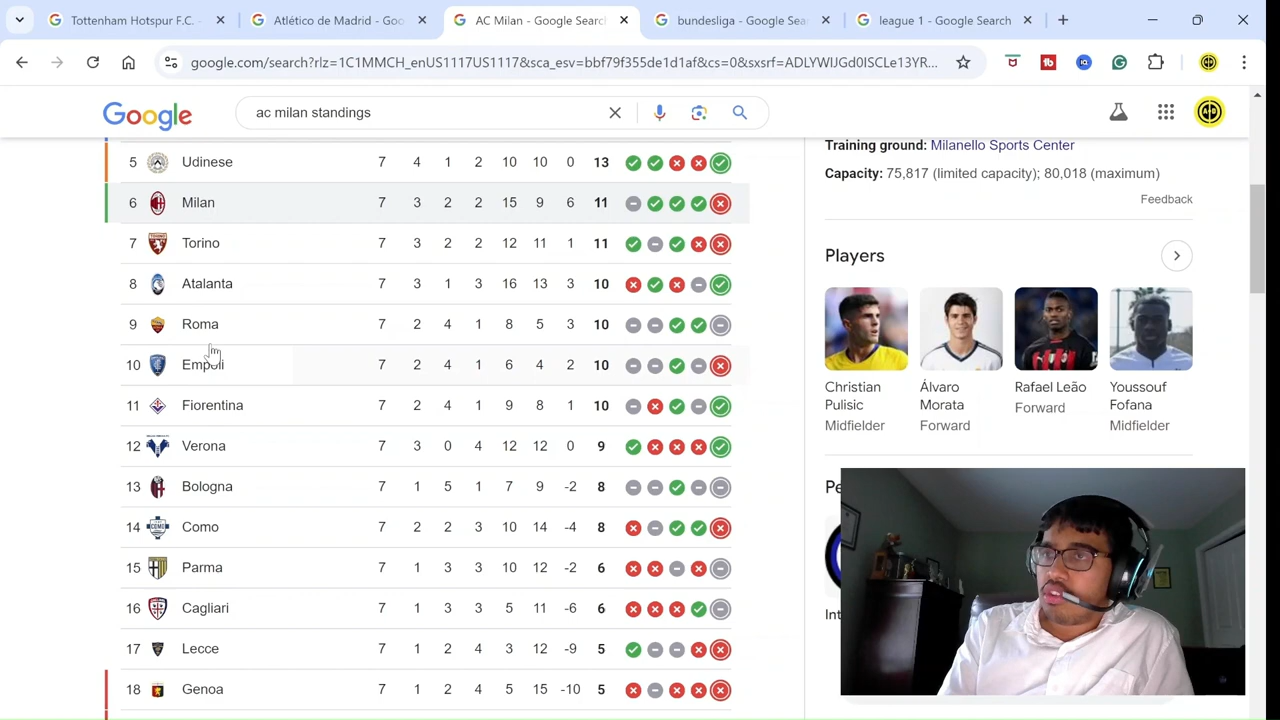 Tottenham Hotspur F.C. -
Atlético de Madrid - Goo
AC Milan - Google Search
bundesliga - Google Sea
league 1 - Google Search
google.com/search?rlz=1C1MMCH_enUS1117US1117&sca_esv=bbf79f355de1d1af&cs=0&sxsrf=ADLYWIJGd0ISCLe13YR...
Google
ac milan standings
5 Udinese 7 4 1 2 10 10 0 13
6 Milan 7 3 2 2 15 9 6 11
7 Torino 7 3 2 2 12 11 1 11
8 Atalanta 7 3 1 3 16 13 3 10
9 Roma 7 2 4 1 8 5 3 10
10 Empoli 7 2 4 1 6 4 2 10
11 Fiorentina 7 2 4 1 9 8 1 10
12 Verona 7 3 0 4 12 12 0 9
13 Bologna 7 1 5 1 7 9 -2 8
14 Como 7 2 2 3 10 14 -4 8
15 Parma 7 1 3 3 10 12 -2 6
16 Cagliari 7 1 3 3 5 11 -6 6
17 Lecce 7 1 2 4 3 12 -9 5
18 Genoa 7 1 2 4 5 15 -10 5
Training ground: Milanello Sports Center
Capacity: 75,817 (limited capacity); 80,018 (maximum)
Feedback
Players
Christian
Pulisic
Midfielder
Álvaro
Morata
Forward
Rafael Leão
Forward
Youssouf
Fofana
Midfielder
Pe
Int